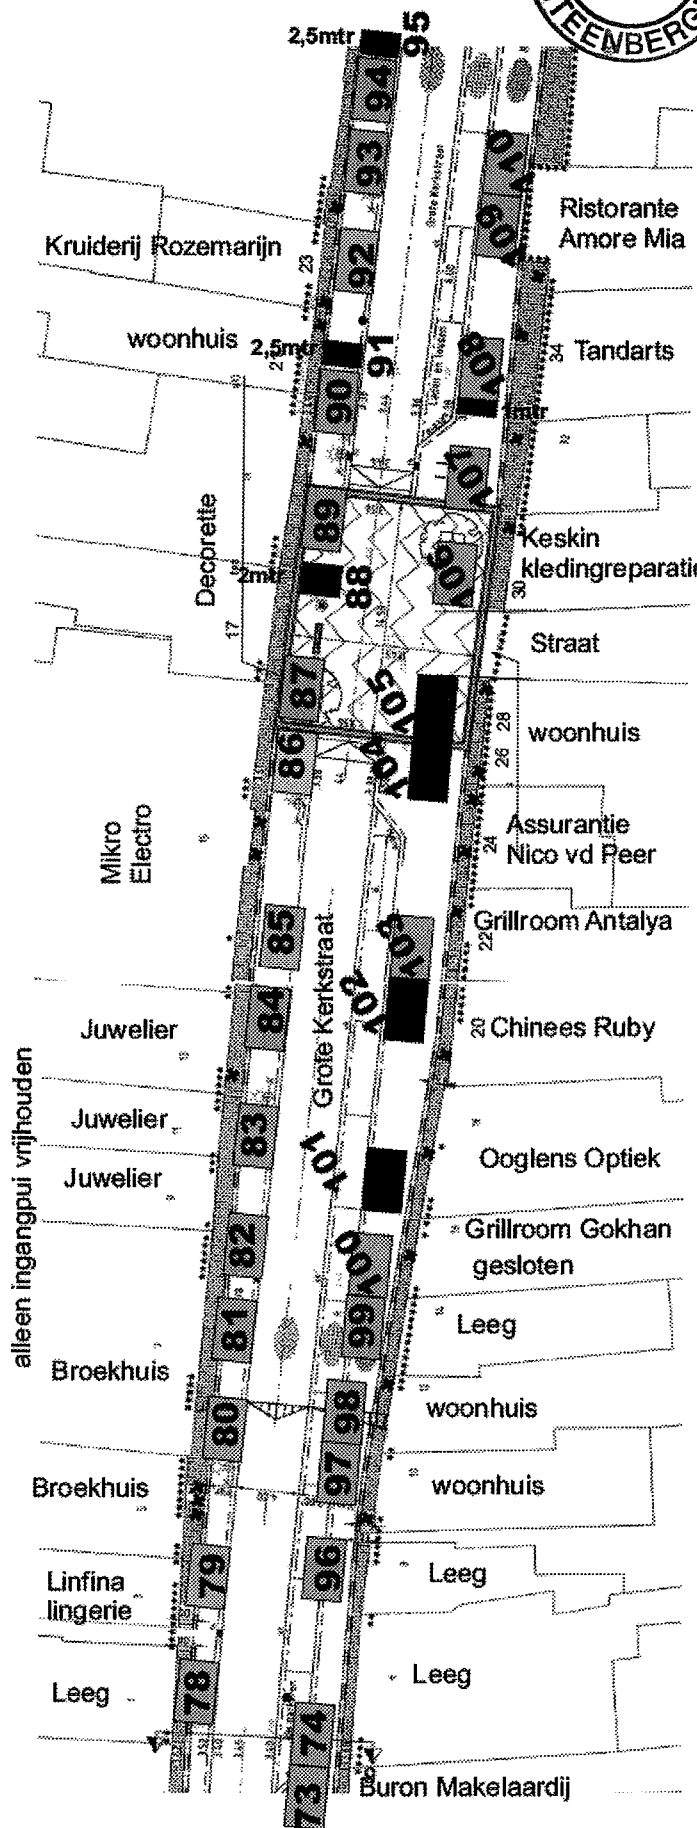 TEENBERG
2,5mtr
95
94
93
110
109
Ristorante
Amore Mia
Grote Kerkstraat
Kruiderij Rozemarijn
23
92
woonhuis
2,5mtr
91
90
108
34
Tandarts
1mtr
107
89
Decorette
2mtr
88
106
Keskin
kledingreparatie
30
17
Straat
87
105
28
woonhuis
26
86
104
Mikro
Electro
Assurantie
Nico vd Peer
24
85
103
Grillroom Antalya
22
Grote Kerkstraat
84
102
20
Chinees Ruby
Juwelier
Juwelier
83
101
Ooglens Optiek
Juwelier
alleen ingangpui vrijhouden
82
100
Grillroom Gokhan
gesloten
81
99
Leeg
Broekhuis
80
98
woonhuis
Broekhuis
97
woonhuis
79
96
Leeg
Linfina
lingerie
Leeg
78
Leeg
74
73
Buron Makelaardij